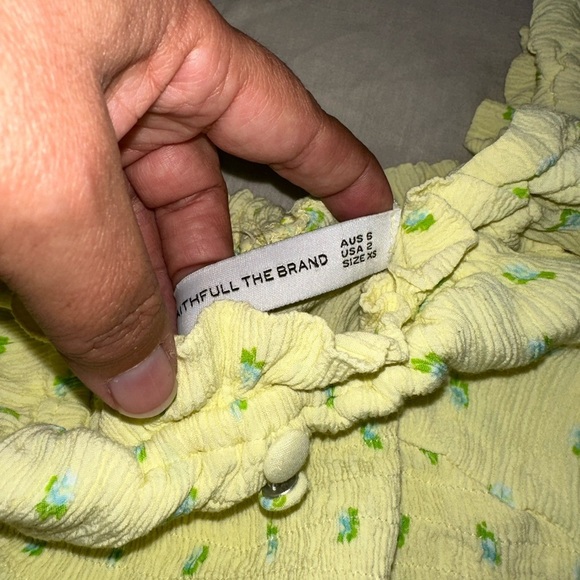 AITHFULL THE BRAND
AUS 6
USA 2
SIZE XS